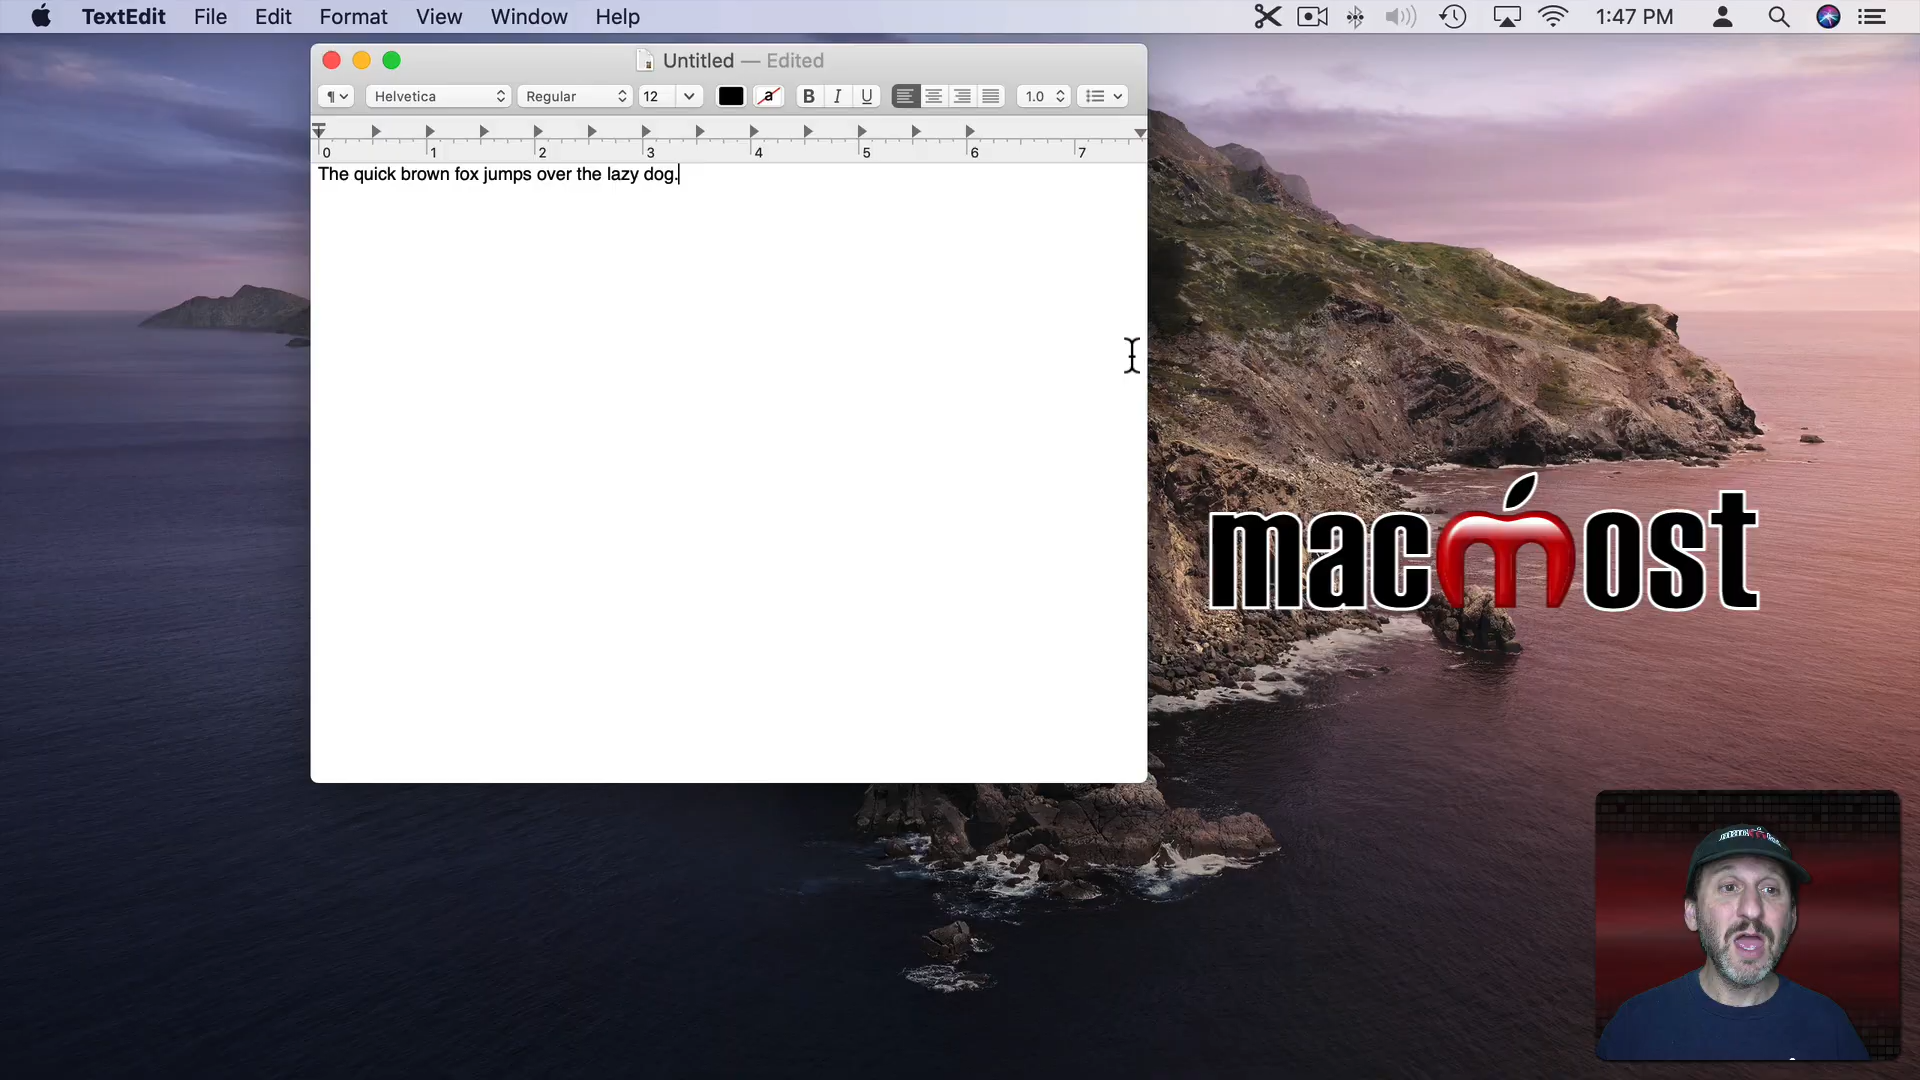 TextEdit File Edit Format View Window Help 1:47 PM
Untitled — Edited
¶ Helvetica Regular 12 a B I U 1.0
0 1 2 3 4 5 6 7
The quick brown fox jumps over the lazy dog.
macmost
macmost